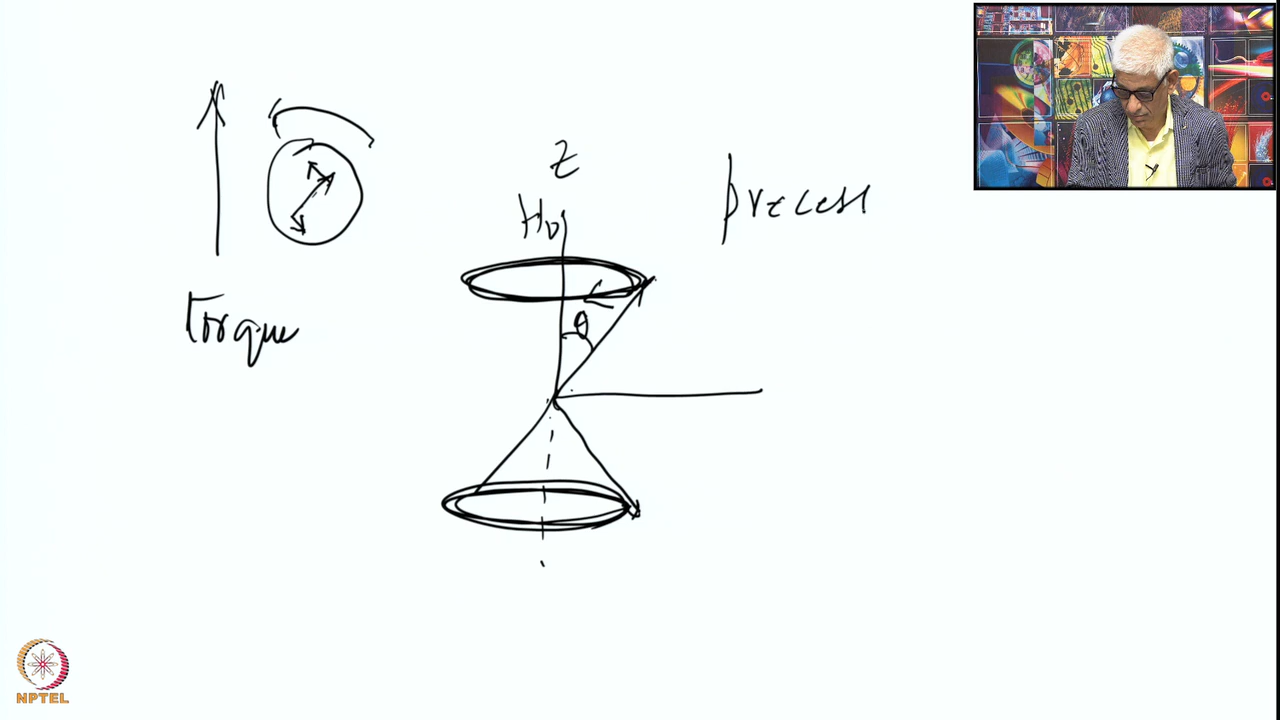 Z
H0
precess
θ
torque
NPTEL